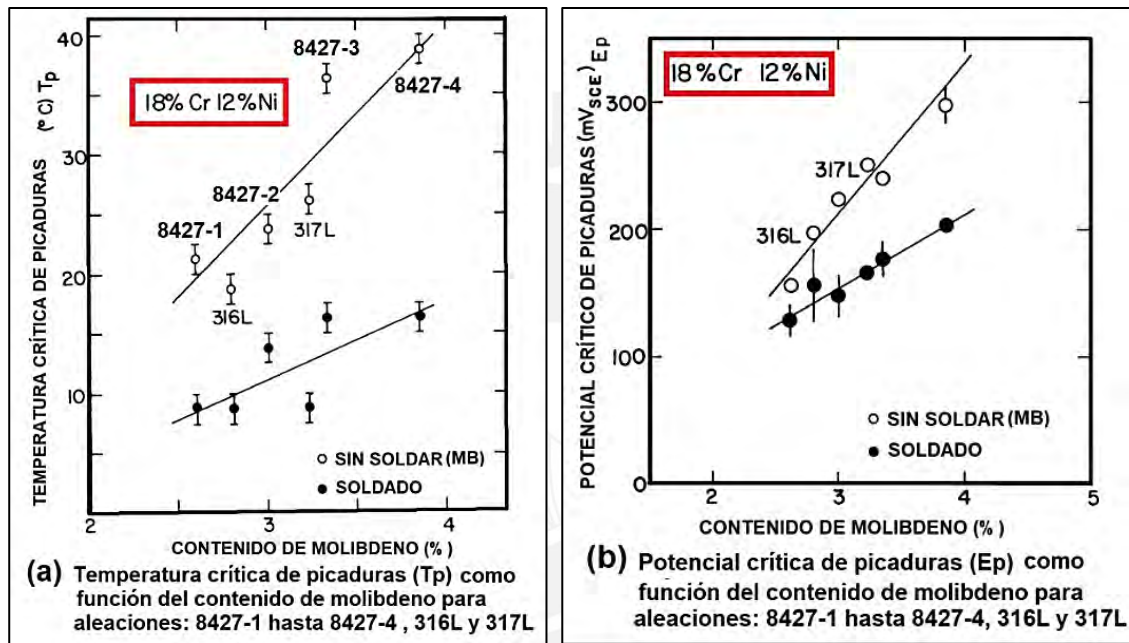 40
30
20
10
2
3
4
TEMPERATURA CRÍTICA DE PICADURAS (°C) Tp
18% Cr 12% Ni
8427-3
8427-4
8427-2
8427-1
317L
316L
SIN SOLDAR (MB)
SOLDADO
CONTENIDO DE MOLIBDENO (%)
(a) Temperatura crítica de picaduras (Tp) como
función del contenido de molibdeno para
aleaciones: 8427-1 hasta 8427-4 , 316L y 317L
300
200
100
0
2
3
4
5
POTENCIAL CRÍTICO DE PICADURAS (mVSCE) Ep
18%Cr 12%Ni
317L
316L
SIN SOLDAR (MB)
SOLDADO
CONTENIDO DE MOLIBDENO (%)
(b) Potencial crítica de picaduras (Ep) como
función del contenido de molibdeno para
aleaciones: 8427-1 hasta 8427-4, 316L y 317L